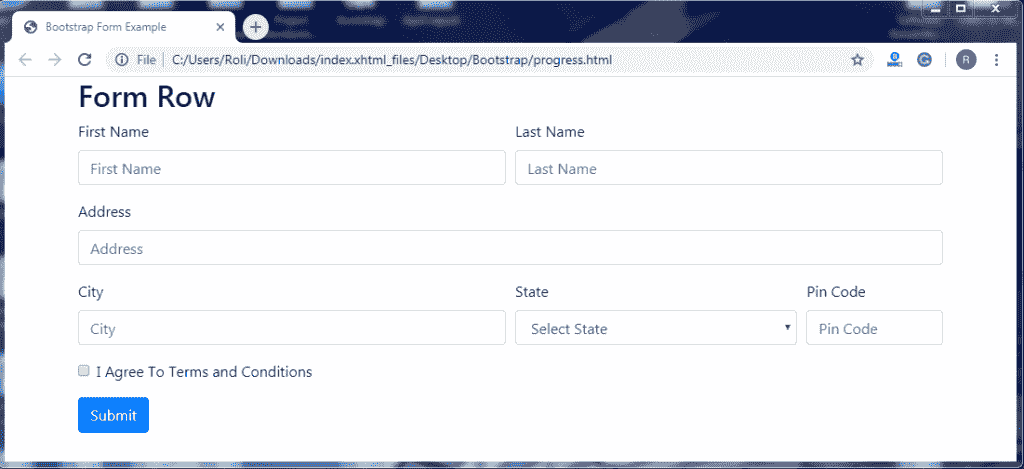 Bootstrap Form Example
File C:/Users/Roli/Downloads/index.xhtml_files/Desktop/Bootstrap/progress.html
R
Form Row
First Name Last Name
First Name Last Name
Address
Address
City State Pin Code
City Select State Pin Code
I Agree To Terms and Conditions
Submit